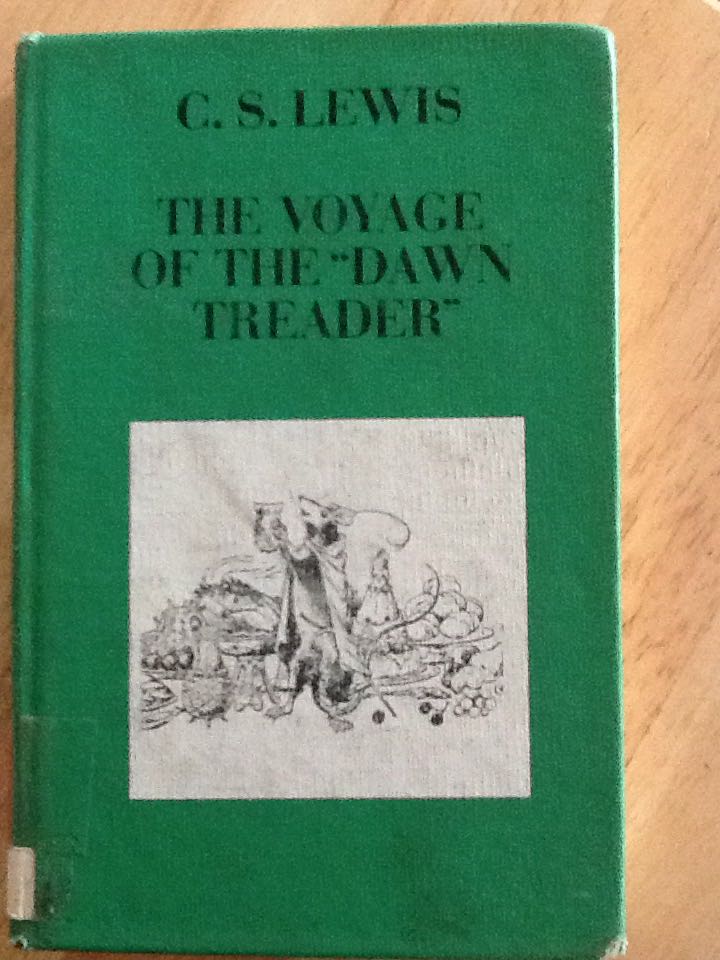 C. S. LEWIS
THE VOYAGE
OF THE “DAWN
TREADER”